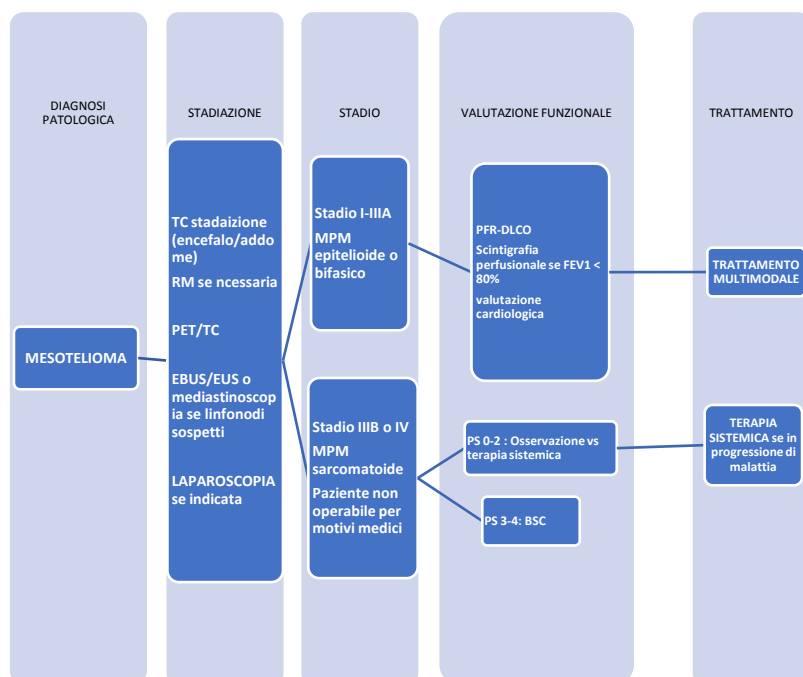 DIAGNOSI
PATOLOGICA
STADIAZIONE
STADIO
VALUTAZIONE FUNZIONALE
TRATTAMENTO
MESOTELIOMA
TC stadaizione
(encefalo/addo
me)
RM se ncessaria
PET/TC
EBUS/EUS o
mediastinoscop
ia se linfonodi
sospetti
LAPAROSCOPIA
se indicata
Stadio I-IIIA
MPM
epitelioide o
bifasico
Stadio IIIB o IV
MPM
sarcomatoide
Paziente non
operabile per
motivi medici
PFR-DLCO
Scintigrafia
perfusionale se FEV1 <
80%
valutazione
cardiologica
PS 0-2 : Osservazione vs
terapia sistemica
PS 3-4: BSC
TRATTAMENTO
MULTIMODALE
TERAPIA
SISTEMICA se in
progressione di
malattia